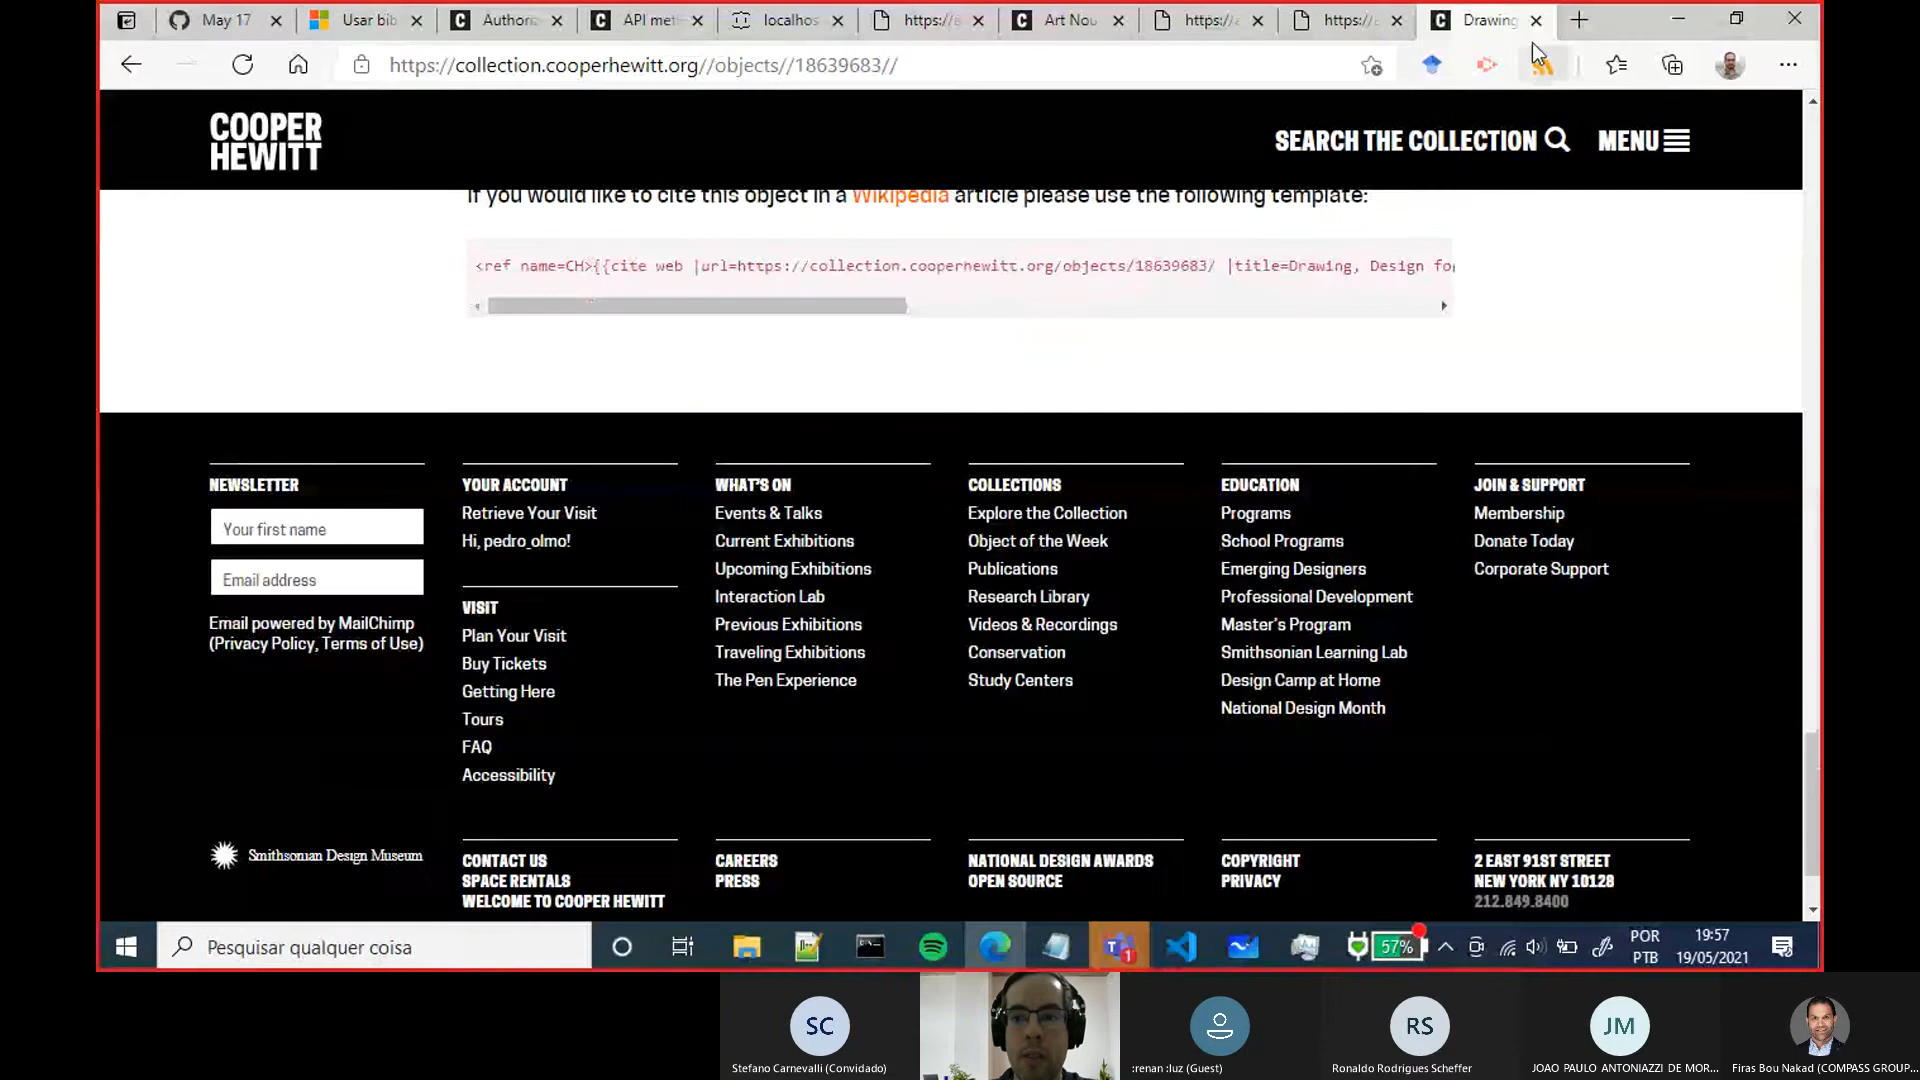 May 17
Usar bib
Authoriz
API met
localhos
https://
Art Nou
https://
https://
Drawing
https://collection.cooperhewitt.org//objects//18639683//
COOPER
HEWITT
SEARCH THE COLLECTION
MENU
If you would like to cite this object in a Wikipedia article please use the following template:
<ref name=CH>{{cite web |url=https://collection.cooperhewitt.org/objects/18639683/ |title=Drawing, Design for
NEWSLETTER
Your first name
Email address
Email powered by MailChimp
(Privacy Policy, Terms of Use)
YOUR ACCOUNT
Retrieve Your Visit
Hi, pedro_olmo!
VISIT
Plan Your Visit
Buy Tickets
Getting Here
Tours
FAQ
Accessibility
WHAT'S ON
Events & Talks
Current Exhibitions
Upcoming Exhibitions
Interaction Lab
Previous Exhibitions
Traveling Exhibitions
The Pen Experience
COLLECTIONS
Explore the Collection
Object of the Week
Publications
Research Library
Videos & Recordings
Conservation
Study Centers
EDUCATION
Programs
School Programs
Emerging Designers
Professional Development
Master's Program
Smithsonian Learning Lab
Design Camp at Home
National Design Month
JOIN & SUPPORT
Membership
Donate Today
Corporate Support
Smithsonian Design Museum
CONTACT US
SPACE RENTALS
WELCOME TO COOPER HEWITT
CAREERS
PRESS
NATIONAL DESIGN AWARDS
OPEN SOURCE
COPYRIGHT
PRIVACY
2 EAST 91ST STREET
NEW YORK NY 10128
212.849.8400
Pesquisar qualquer coisa
1
57%
POR
PTB
19:57
19/05/2021
SC
RS
JM
Stefano Carnevalli (Convidado)
:renan :luz (Guest)
Ronaldo Rodrigues Scheffer
JOAO PAULO ANTONIAZZI DE MOR...
Firas Bou Nakad (COMPASS GROUP...